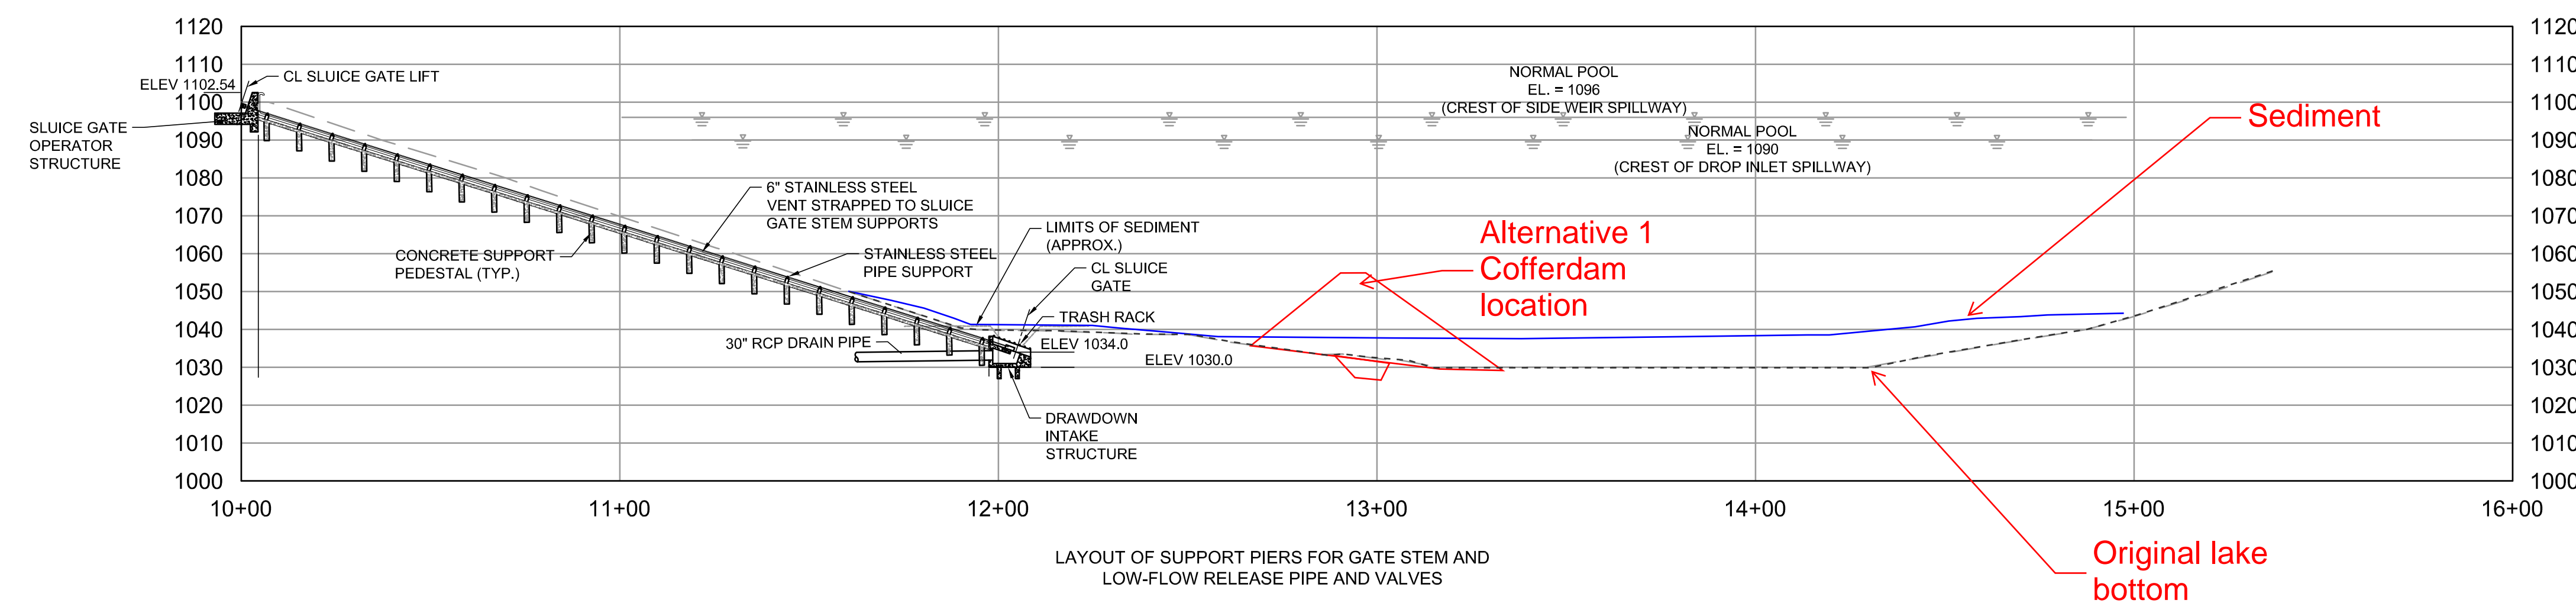 1120
1110
1100
1090
1080
1070
1060
1050
1040
1030
1020
1010
1000
ELEV 1102.54
CL SLUICE GATE LIFT
SLUICE GATE
OPERATOR
STRUCTURE
6" STAINLESS STEEL
VENT STRAPPED TO SLUICE
GATE STEM SUPPORTS
CONCRETE SUPPORT
PEDESTAL (TYP.)
STAINLESS STEEL
PIPE SUPPORT
LIMITS OF SEDIMENT
(APPROX.)
CL SLUICE
GATE
TRASH RACK
30" RCP DRAIN PIPE
ELEV 1034.0
ELEV 1030.0
DRAWDOWN
INTAKE
STRUCTURE
NORMAL POOL
EL. = 1096
(CREST OF SIDE WEIR SPILLWAY)
NORMAL POOL
EL. = 1090
(CREST OF DROP INLET SPILLWAY)
Sediment
Alternative 1
Cofferdam
location
Original lake
bottom
1120
1110
1100
1090
1080
1070
1060
1050
1040
1030
1020
1010
1000
10+00
11+00
12+00
13+00
14+00
15+00
16+00
LAYOUT OF SUPPORT PIERS FOR GATE STEM AND
LOW-FLOW RELEASE PIPE AND VALVES